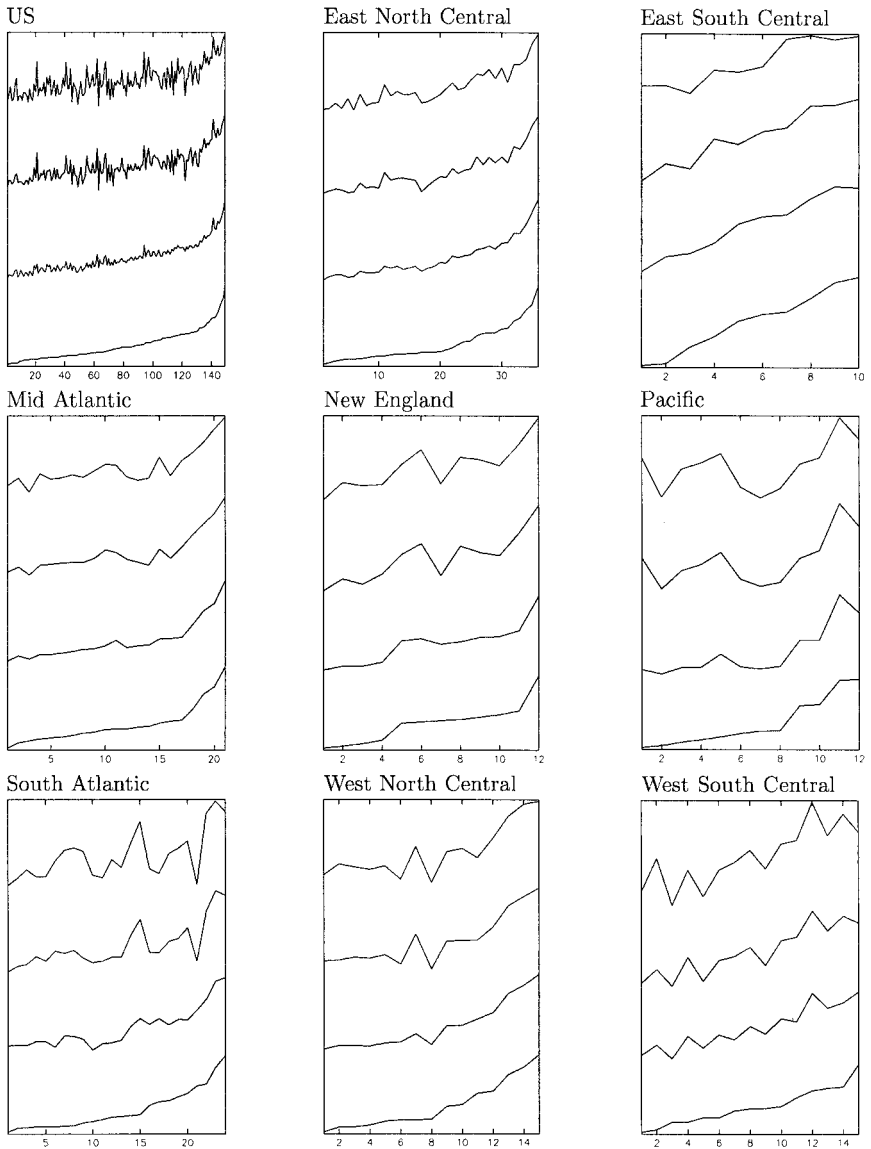 US
East North Central
East South Central
20 40 60 80 100 120 140
10 20 30
2 4 6 8 10
Mid Atlantic
New England
Pacific
5 10 15 20
2 4 6 8 10 12
2 4 6 8 10 12
South Atlantic
West North Central
West South Central
5 10 15 20
2 4 6 8 10 12 14
2 4 6 8 10 12 14